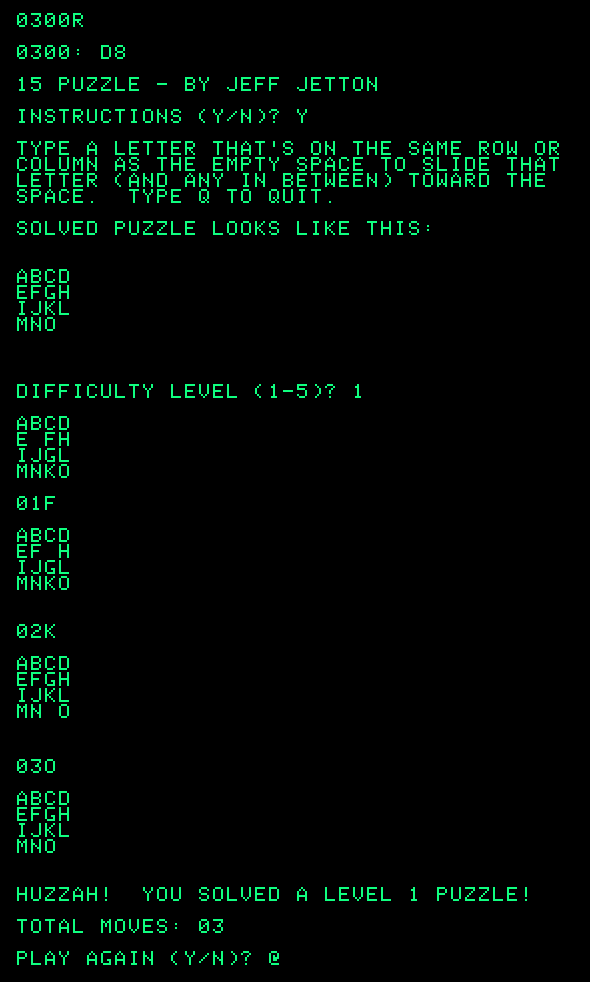 0300R
0300: D8
15 PUZZLE - BY JEFF JETTON
INSTRUCTIONS (Y/N)? Y
TYPE A LETTER THAT'S ON THE SAME ROW OR
COLUMN AS THE EMPTY SPACE TO SLIDE THAT
LETTER (AND ANY IN BETWEEN) TOWARD THE
SPACE.  TYPE Q TO QUIT.
SOLVED PUZZLE LOOKS LIKE THIS:
ABCD
EFGH
IJKL
MNO
DIFFICULTY LEVEL (1-5)? 1
ABCD
E FH
IJGL
MNKO
01F
ABCD
EF H
IJGL
MNKO
02K
ABCD
EFGH
IJKL
MN O
03O
ABCD
EFGH
IJKL
MNO
HUZZAH!  YOU SOLVED A LEVEL 1 PUZZLE!
TOTAL MOVES: 03
PLAY AGAIN (Y/N)? @